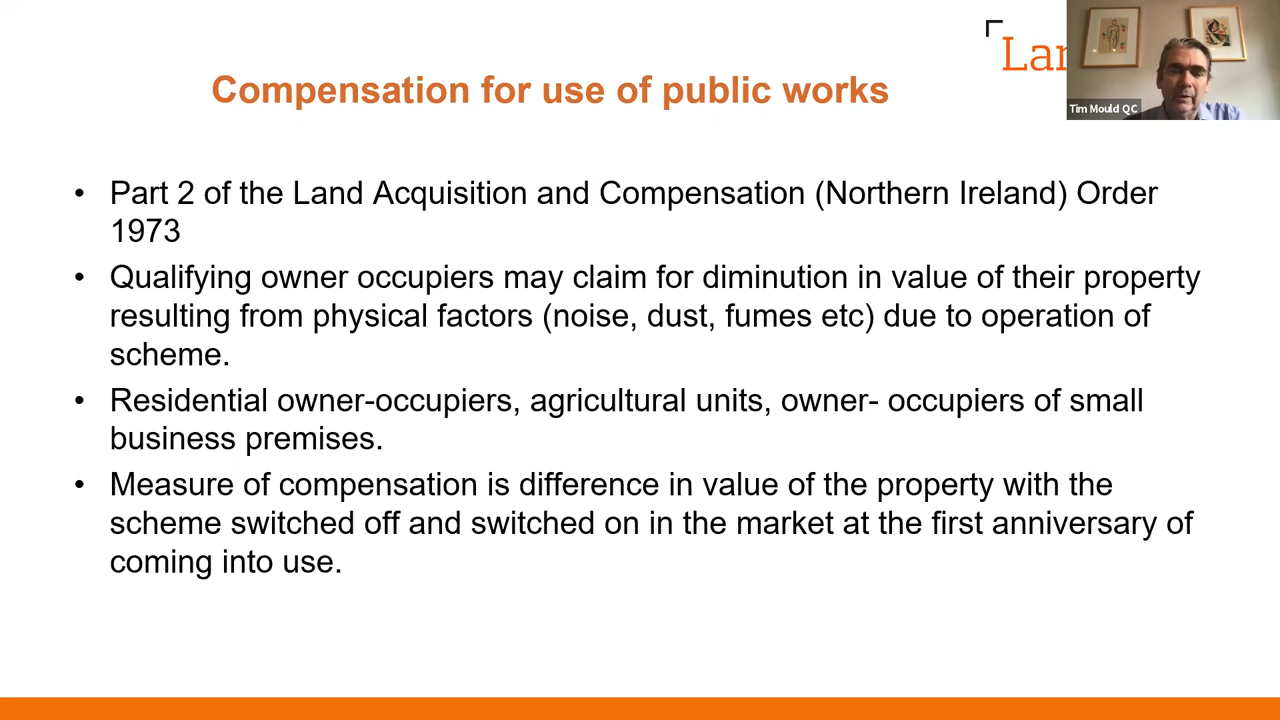 Lan
Tim Mould QC
Compensation for use of public works
• Part 2 of the Land Acquisition and Compensation (Northern Ireland) Order
1973
• Qualifying owner occupiers may claim for diminution in value of their property
resulting from physical factors (noise, dust, fumes etc) due to operation of
scheme.
• Residential owner-occupiers, agricultural units, owner- occupiers of small
business premises.
• Measure of compensation is difference in value of the property with the
scheme switched off and switched on in the market at the first anniversary of
coming into use.